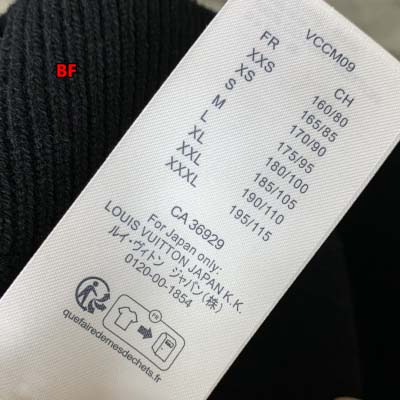 BF
VCCM09
FR CH
XXS 160/80
XS 165/85
S 170/90
M 175/95
L 180/100
XL 185/105
XXL 190/110
XXXL 195/115
CA 36929
For Japan only:
LOUIS VUITTON JAPAN K.K.
ルイ・ヴィトン ジャパン(株)
0120-00-1854
FR
quefairedemesdechets.fr